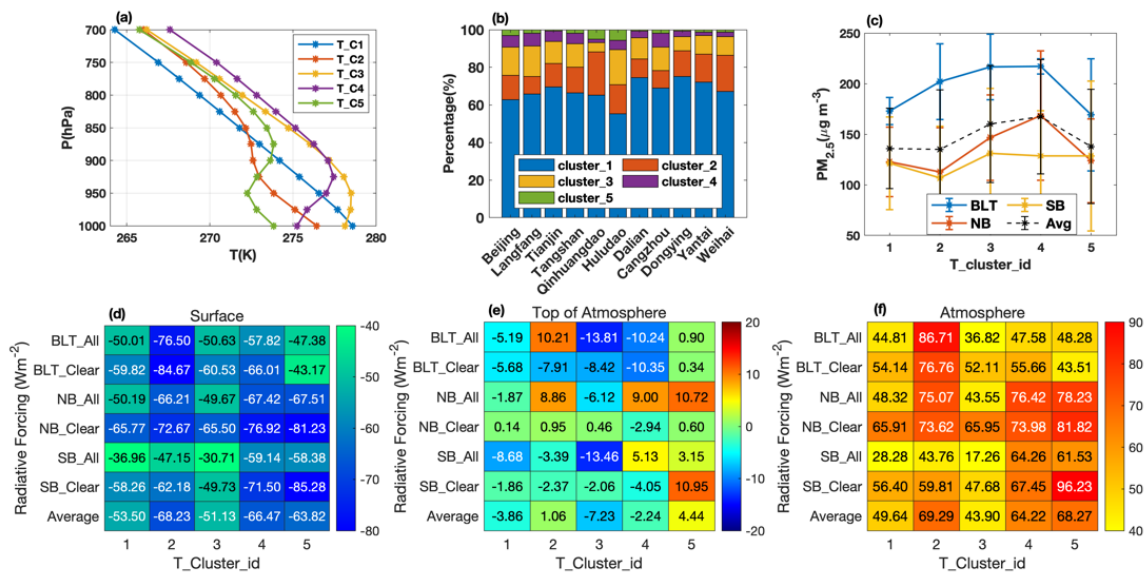 (a)
700
750
800
850
900
950
1000
P(hPa)
265
270
275
280
T(K)
T_C1
T_C2
T_C3
T_C4
T_C5
(b)
100
80
60
40
20
0
Percentage(%)
cluster_1
cluster_2
cluster_3
cluster_4
cluster_5
Beijing
Langfang
Tianjin
Tangshan
Qinhuangdao
Huludao
Dalian
Cangzhou
Dongying
Yantai
Weihai
(c)
250
200
150
100
50
PM2.5(μg m-3)
BLT
SB
NB
Avg
1 2 3 4 5
T_cluster_id
(d) Surface
Radiative Forcing (Wm-2)
BLT_All -50.01 -76.50 -50.63 -57.82 -47.38
BLT_Clear -59.82 -84.67 -60.53 -66.01 -43.17
NB_All -50.19 -66.21 -49.67 -67.42 -67.51
NB_Clear -65.77 -72.67 -65.50 -76.92 -81.23
SB_All -36.96 -47.15 -30.71 -59.14 -58.38
SB_Clear -58.26 -62.18 -49.73 -71.50 -85.28
Average -53.50 -68.23 -51.13 -66.47 -63.82
1 2 3 4 5
T_Cluster_id
-40
-50
-60
-70
-80
(e) Top of Atmosphere
Radiative Forcing (Wm-2)
BLT_All -5.19 10.21 -13.81 -10.24 0.90
BLT_Clear -5.68 -7.91 -8.42 -10.35 0.34
NB_All -1.87 8.86 -6.12 9.00 10.72
NB_Clear 0.14 0.95 0.46 -2.94 0.60
SB_All -8.68 -3.39 -13.46 5.13 3.15
SB_Clear -1.86 -2.37 -2.06 -4.05 10.95
Average -3.86 1.06 -7.23 -2.24 4.44
1 2 3 4 5
T_Cluster_id
20
10
0
-10
-20
(f) Atmosphere
Radiative Forcing (Wm-2)
BLT_All 44.81 86.71 36.82 47.58 48.28
BLT_Clear 54.14 76.76 52.11 55.66 43.51
NB_All 48.32 75.07 43.55 76.42 78.23
NB_Clear 65.91 73.62 65.95 73.98 81.82
SB_All 28.28 43.76 17.26 64.26 61.53
SB_Clear 56.40 59.81 47.68 67.45 96.23
Average 49.64 69.29 43.90 64.22 68.27
1 2 3 4 5
T_Cluster_id
90
80
70
60
50
40